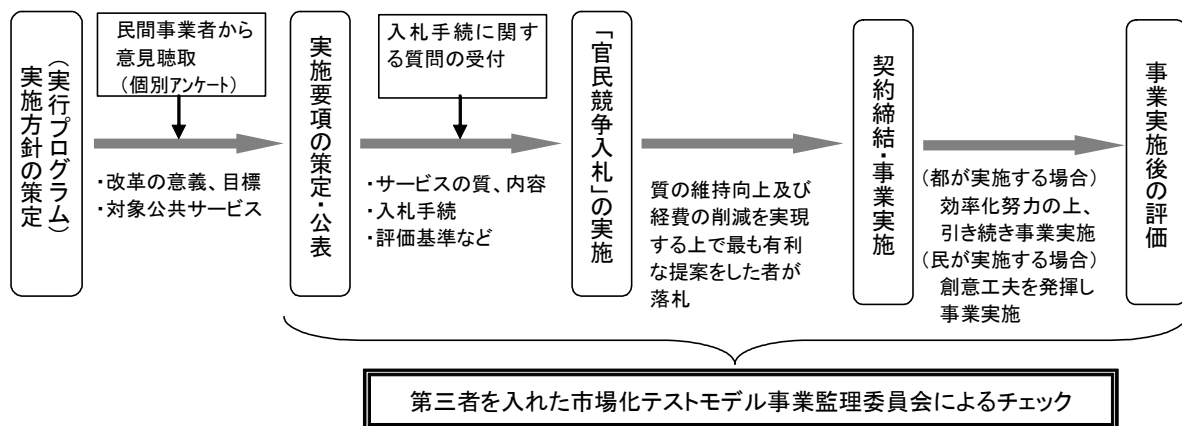 (実行プログラム)
実施方針の策定
民間事業者から
意見聴取
(個別アンケート)
・改革の意義、目標
・対象公共サービス
実施要項の策定・公表
入札手続に関す
る質問の受付
・サービスの質、内容
・入札手続
・評価基準など
「官民競争入札」の実施
質の維持向上及び
経費の削減を実現
する上で最も有利
な提案をした者が
落札
契約締結・事業実施
(都が実施する場合)
効率化努力の上、
引き続き事業実施
(民が実施する場合)
創意工夫を発揮し
事業実施
事業実施後の評価
第三者を入れた市場化テストモデル事業監理委員会によるチェック